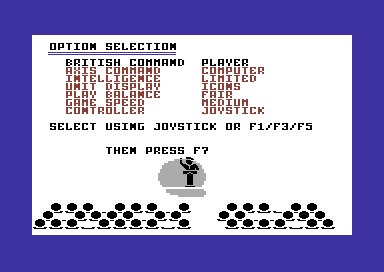 OPTION SELECTION
BRITISH COMMAND PLAYER
AXIS COMMAND COMPUTER
INTELLIGENCE LIMITED
UNIT DISPLAY ICONS
PLAY BALANCE FAIR
GAME SPEED MEDIUM
CONTROLLER JOYSTICK
SELECT USING JOYSTICK OR F1/F3/F5
THEN PRESS F7